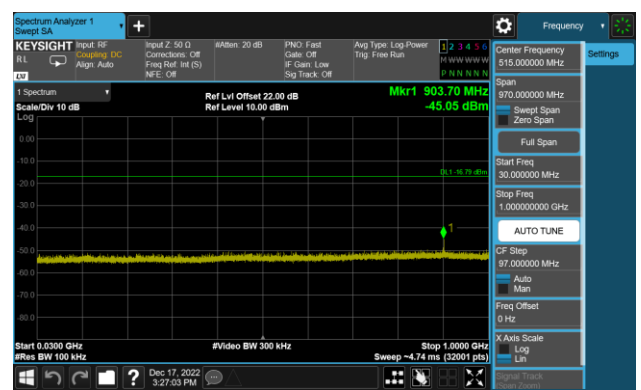 Spectrum Analyzer 1
Swept SA
Frequency
KEYSIGHT
RL
LXI
Input: RF
Coupling: DC
Align: Auto
Input Z: 50 Ω
Corrections: Off
Freq Ref: Int (S)
NFE: Off
#Atten: 20 dB
PNO: Fast
Gate: Off
IF Gain: Low
Sig Track: Off
Avg Type: Log-Power
Trig: Free Run
1 2 3 4 5 6
M W W W W W
P N N N N N
1 Spectrum
Scale/Div 10 dB
Log
Ref Lvl Offset 22.00 dB
Ref Level 10.00 dBm
Mkr1 903.70 MHz
-45.05 dBm
0.00
-10.0
-20.0
-30.0
-40.0
-50.0
-60.0
-70.0
-80.0
DL1 -16.79 dBm
1
Start 0.0300 GHz
#Res BW 100 kHz
#Video BW 300 kHz
Stop 1.0000 GHz
Sweep ~4.74 ms (32001 pts)
Center Frequency
515.000000 MHz
Settings
Span
970.000000 MHz
Swept Span
Zero Span
Full Span
Start Freq
30.000000 MHz
Stop Freq
1.000000000 GHz
AUTO TUNE
CF Step
97.000000 MHz
Auto
Man
Freq Offset
0 Hz
X Axis Scale
Log
Lin
Signal Track
(Span Zoom)
?
Dec 17, 2022
3:27:03 PM